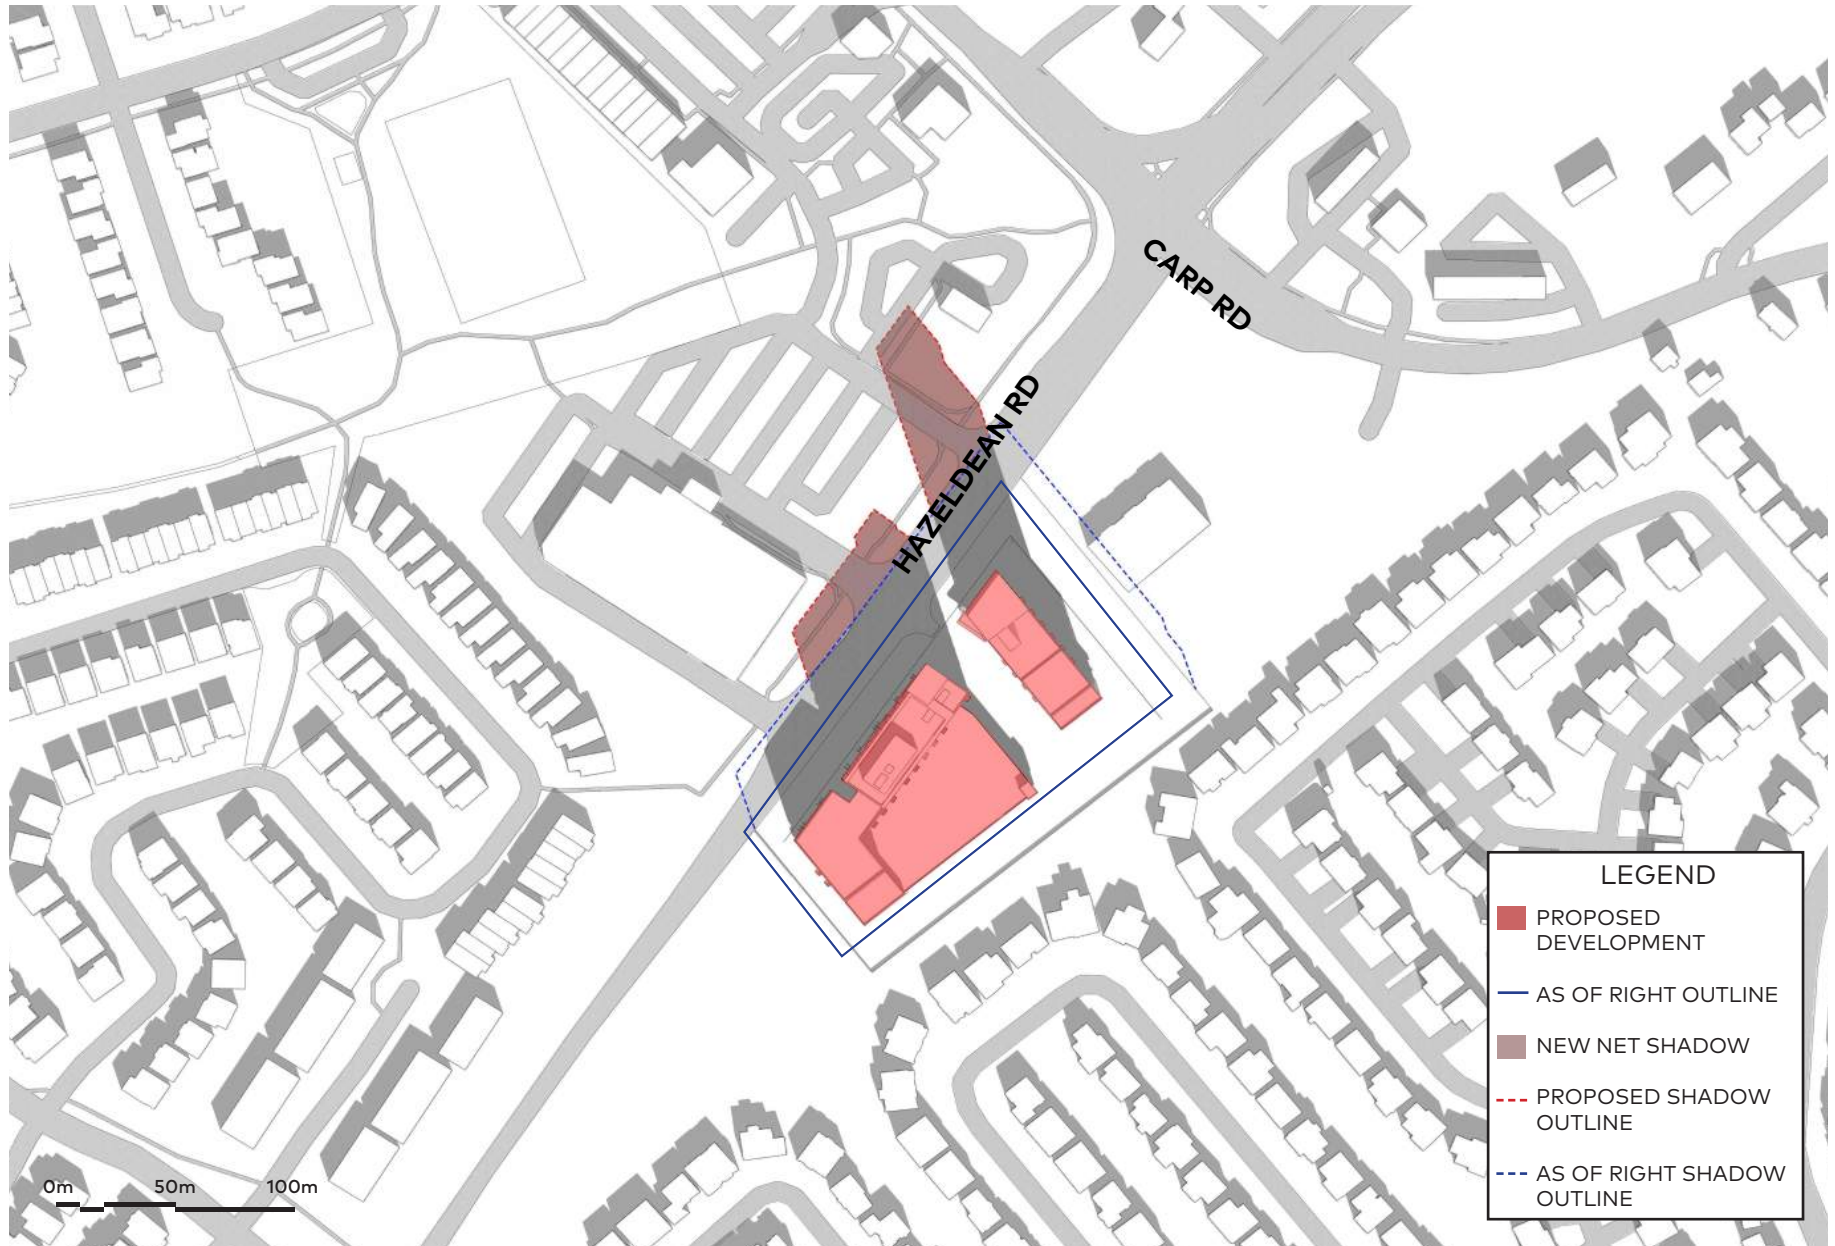 CARP RD
HAZELDEAN RD
LEGEND
PROPOSED
DEVELOPMENT
AS OF RIGHT OUTLINE
NEW NET SHADOW
PROPOSED SHADOW
OUTLINE
AS OF RIGHT SHADOW
OUTLINE
0m 50m 100m